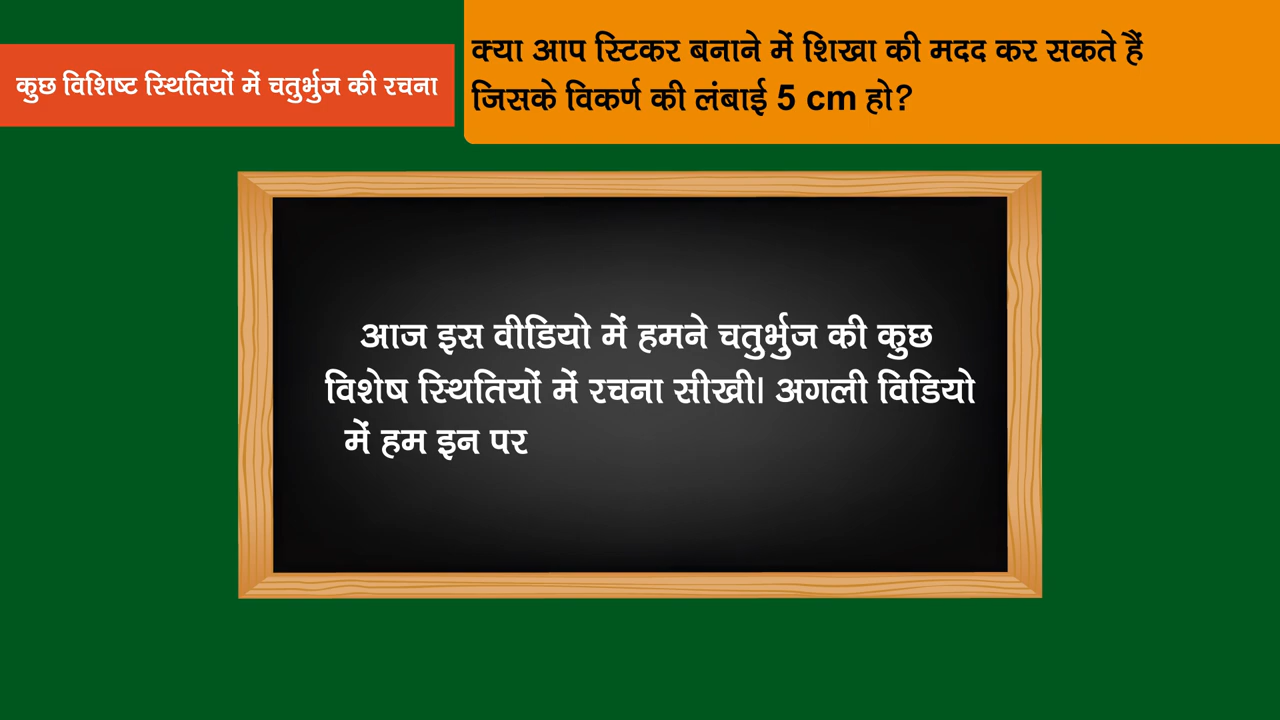 कुछ विशिष्ट स्थितियों में चतुर्भुज की रचना
क्या आप स्टिकर बनाने में शिखा की मदद कर सकते हैं
जिसके विकर्ण की लंबाई 5 cm हो?
आज इस वीडियो में हमने चतुर्भुज की कुछ
विशेष स्थितियों में रचना सीखी। अगली विडियो
में हम इन पर